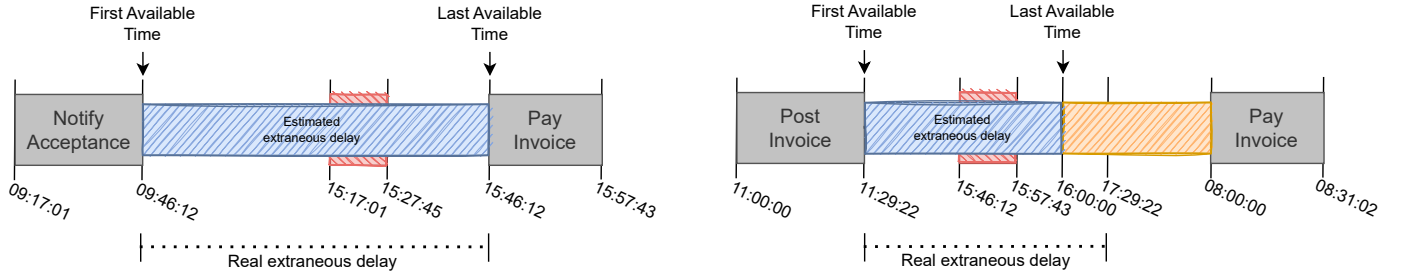 First Available
Time
Last Available
Time
Notify
Acceptance
Estimated
extraneous delay
Pay
Invoice
09:17:01
09:46:12
15:17:01
15:27:45
15:46:12
15:57:43
Real extraneous delay
First Available
Time
Last Available
Time
Post
Invoice
Estimated
extraneous delay
Pay
Invoice
11:00:00
11:29:22
15:46:12
15:57:43
16:00:00
17:29:22
08:00:00
08:31:02
Real extraneous delay